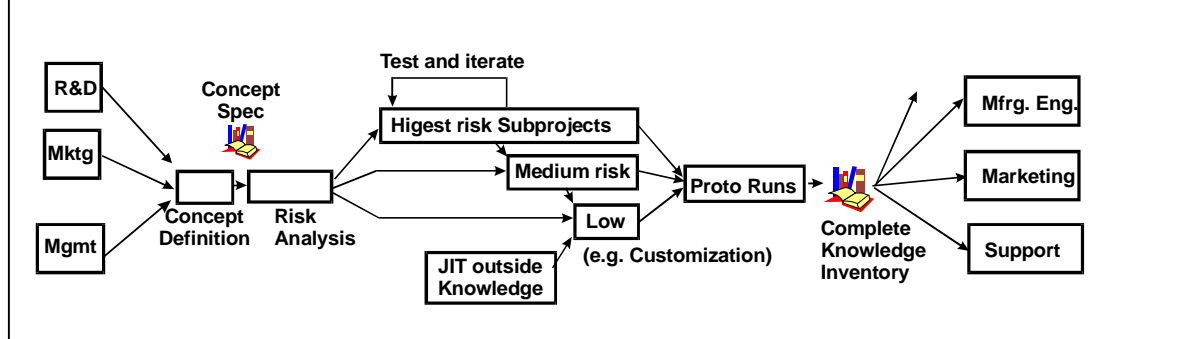 Test and iterate
R&D
Concept
Spec
Higest risk Subprojects
Mfrg. Eng.
Mktg
Medium risk
Proto Runs
Marketing
Concept
Definition
Risk
Analysis
Low
Mgmt
(e.g. Customization)
JIT outside
Knowledge
Complete
Knowledge
Inventory
Support